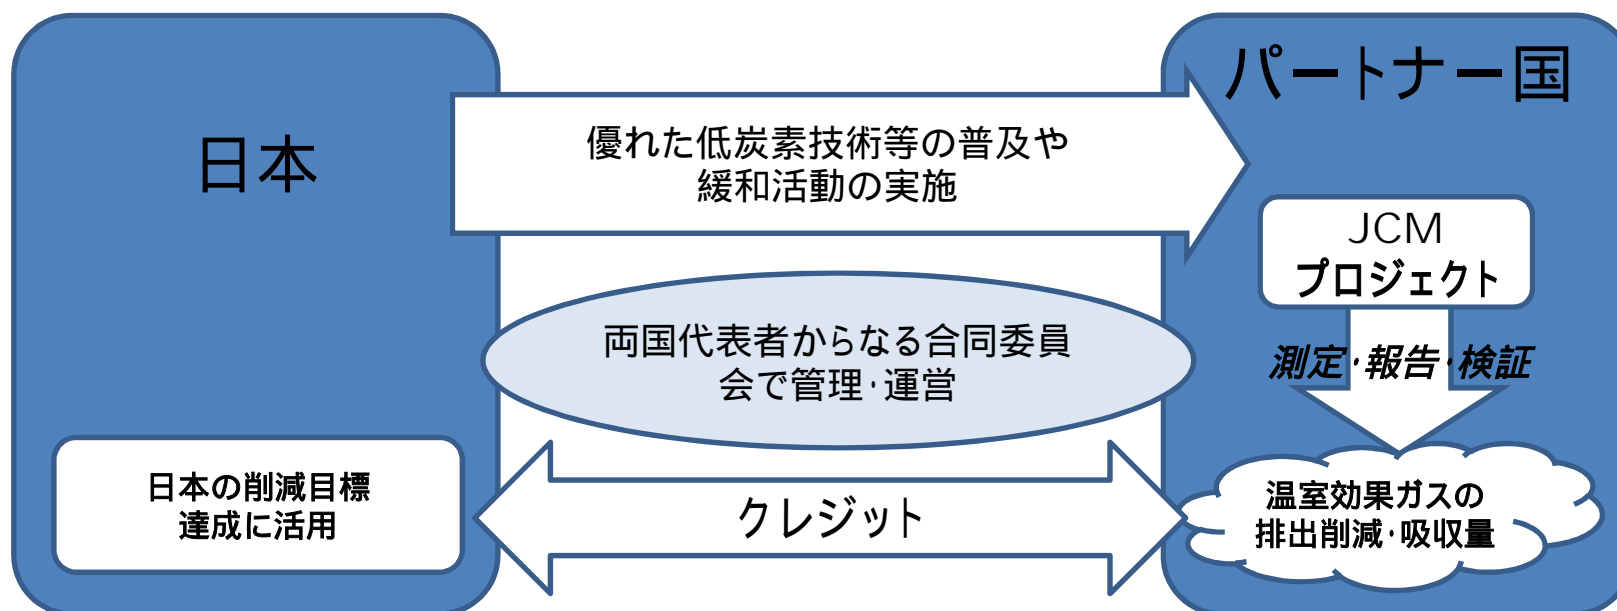 日本
パートナー国
優れた低炭素技術等の普及や
緩和活動の実施
JCM
プロジェクト
両国代表者からなる合同委員
会で管理・運営
測定・報告・検証
日本の削減目標
達成に活用
クレジット
温室効果ガスの
排出削減・吸収量